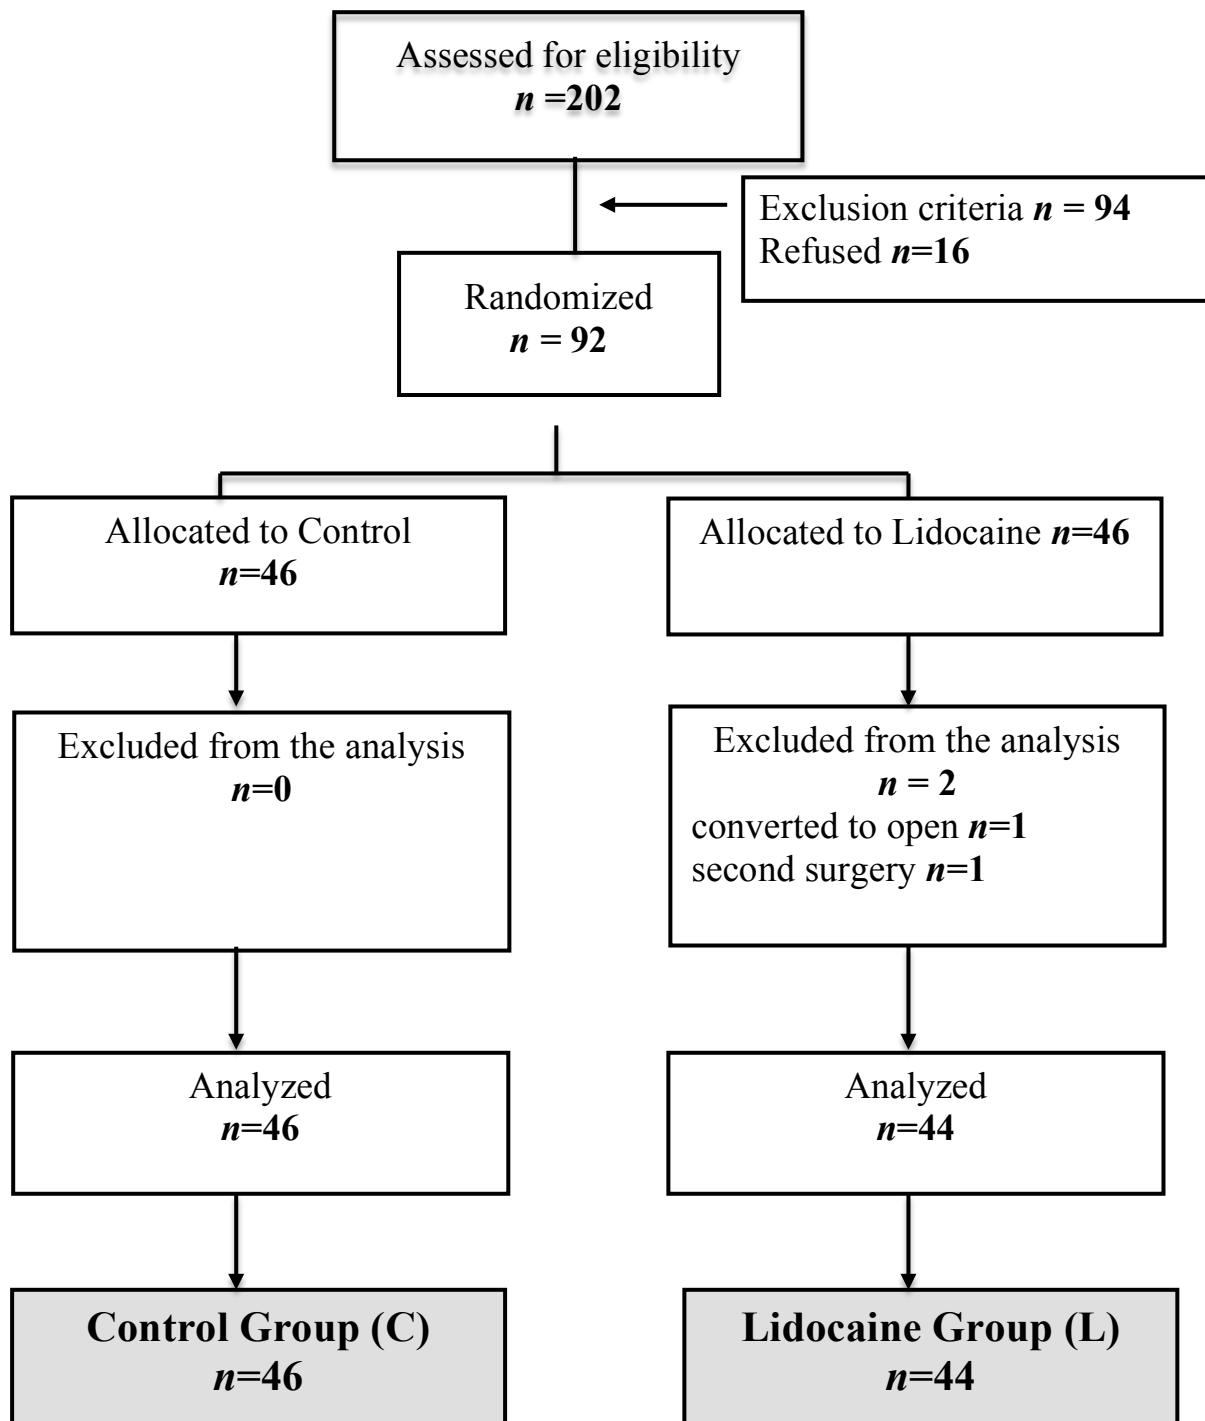 Assessed for eligibility
n =202
Exclusion criteria n = 94
Refused n=16
Randomized
n = 92
Allocated to Control
n=46
Allocated to Lidocaine n=46
Excluded from the analysis
n=0
Excluded from the analysis
n = 2
converted to open n=1
second surgery n=1
Analyzed
n=46
Analyzed
n=44
Control Group (C)
n=46
Lidocaine Group (L)
n=44